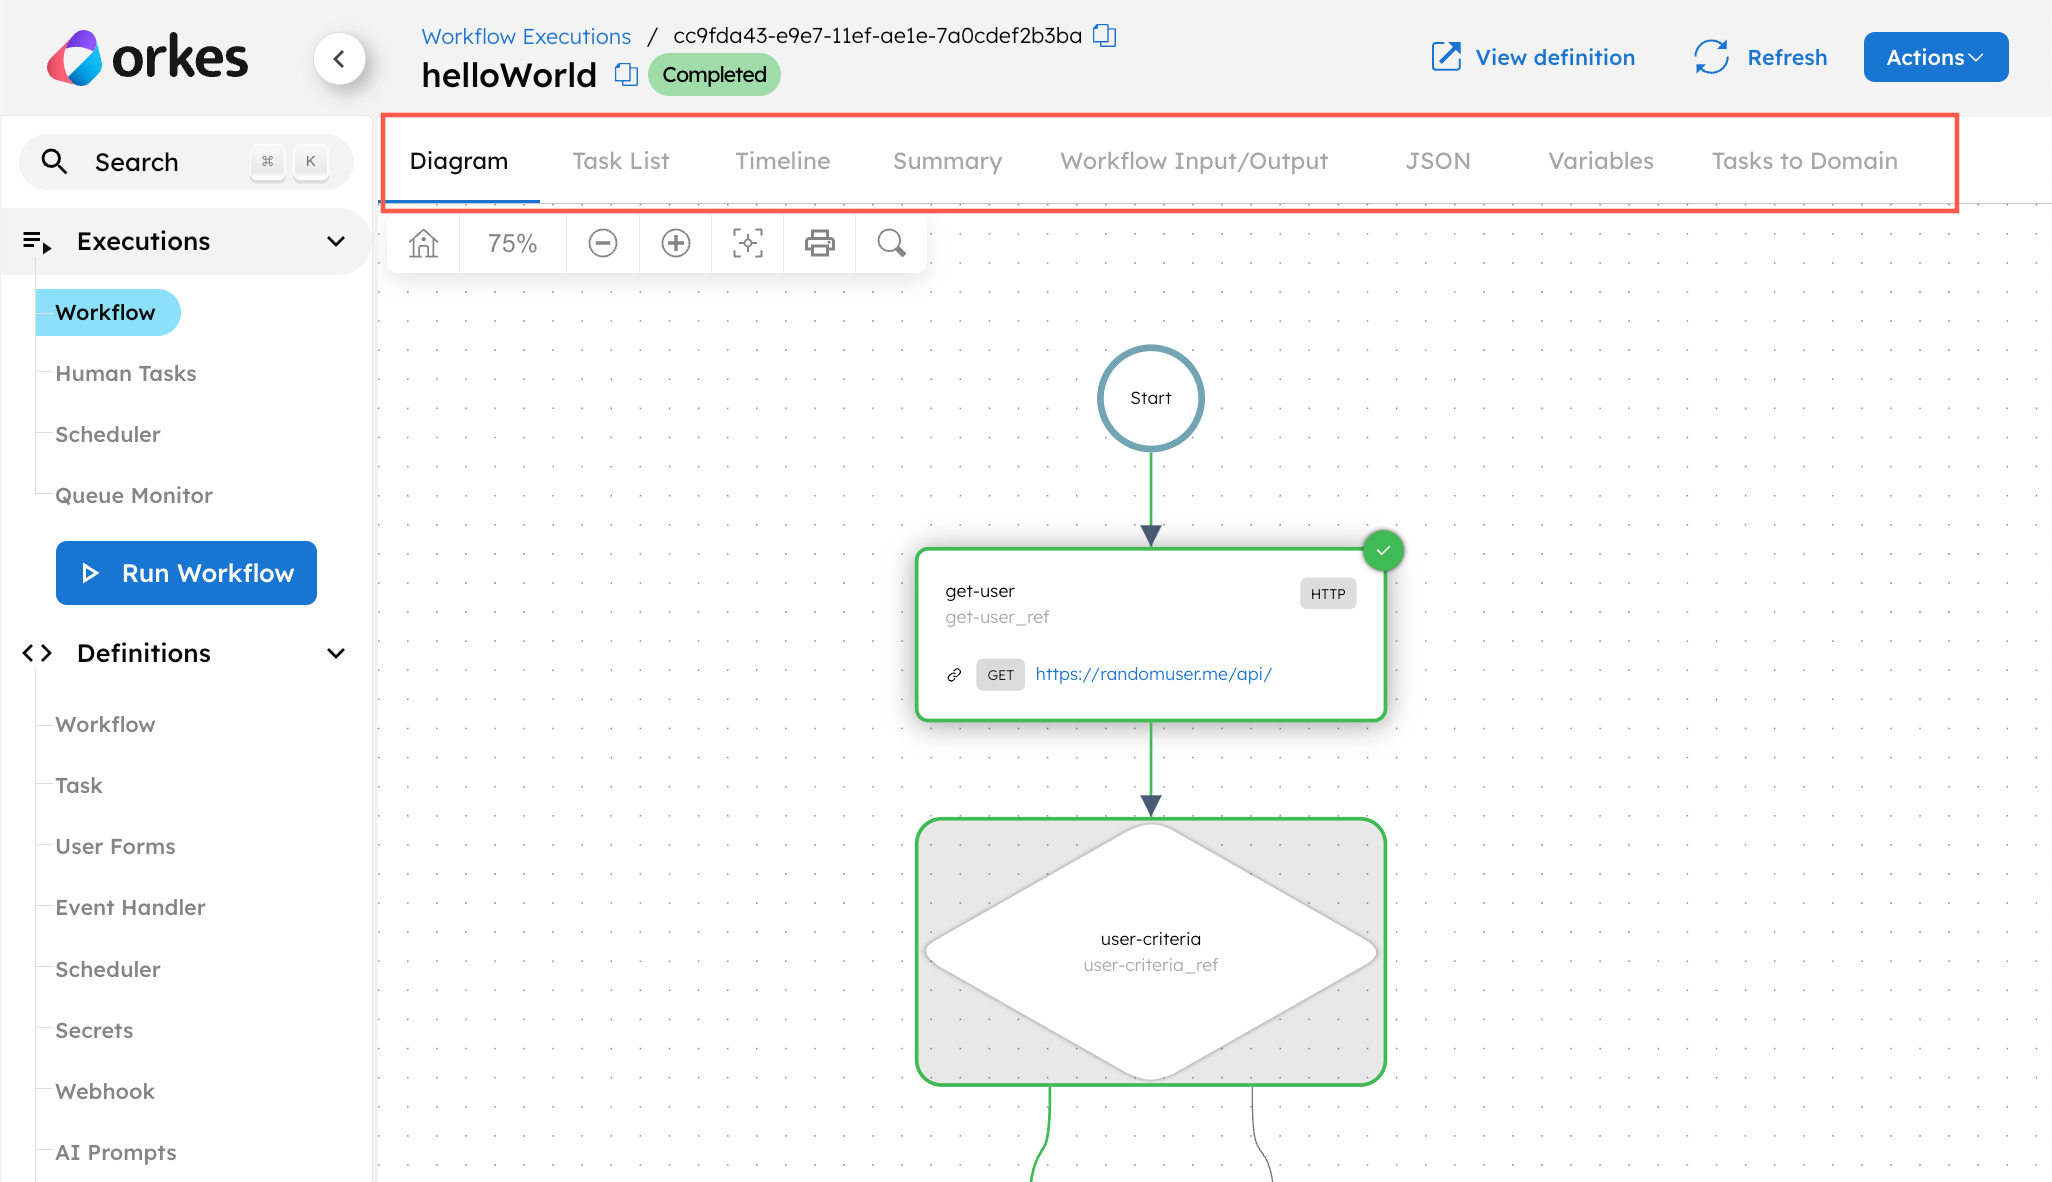 orkes
Workflow Executions / cc9fda43-e9e7-11ef-ae1e-7a0cdef2b3ba
helloWorld Completed
View definition
Refresh
Actions
Search ⌘ K
Executions
Workflow
Human Tasks
Scheduler
Queue Monitor
Run Workflow
Definitions
Workflow
Task
User Forms
Event Handler
Scheduler
Secrets
Webhook
AI Prompts
Diagram Task List Timeline Summary Workflow Input/Output JSON Variables Tasks to Domain
75%
Start
get-user HTTP
get-user_ref
GET https://randomuser.me/api/
user-criteria
user-criteria_ref